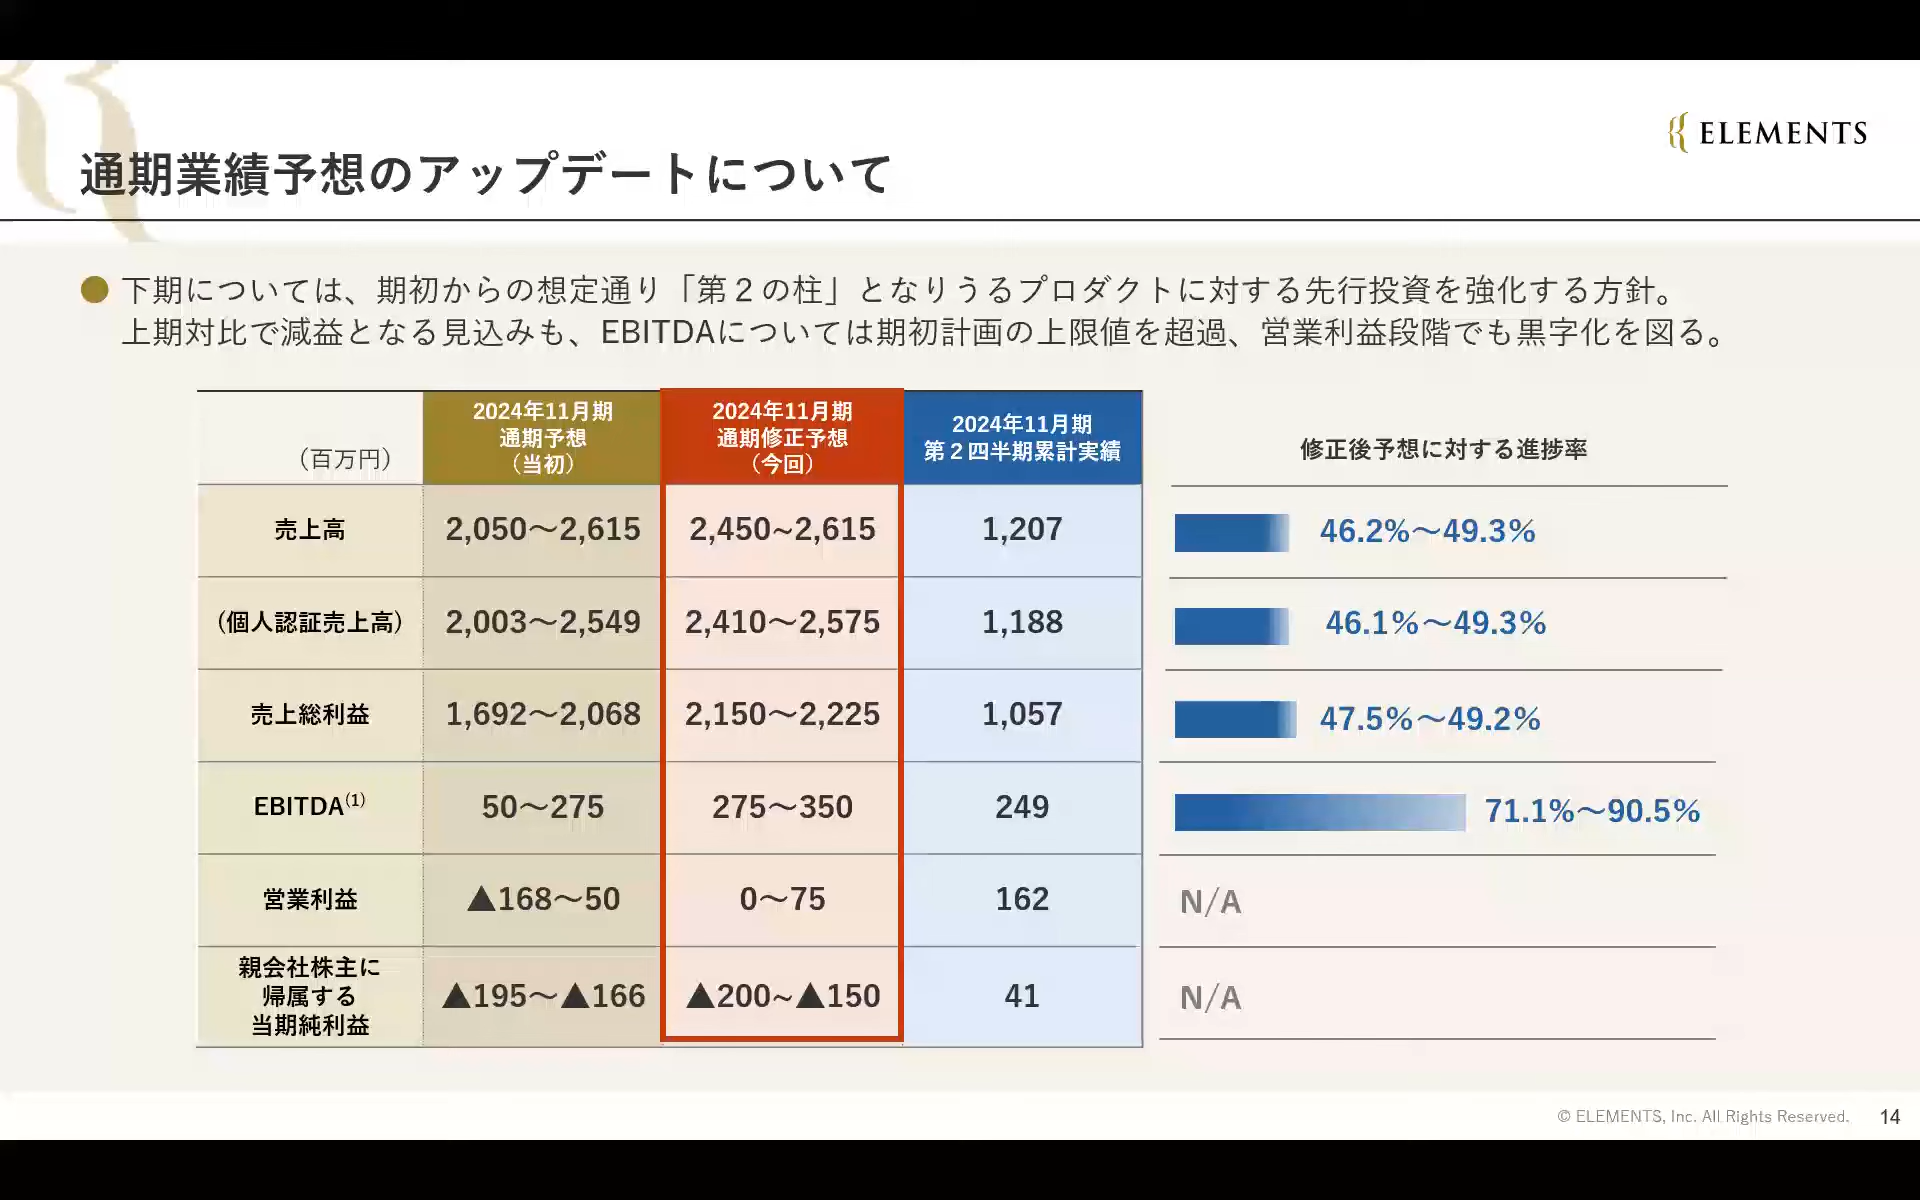 ELEMENTS
通期業績予想のアップデートについて
下期については、期初からの想定通り「第２の柱」となりうるプロダクトに対する先行投資を強化する方針。
上期対比で減益となる見込みも、EBITDAについては期初計画の上限値を超過、営業利益段階でも黒字化を図る。
（百万円）
2024年11月期
通期予想
（当初）
2024年11月期
通期修正予想
（今回）
2024年11月期
第２四半期累計実績
修正後予想に対する進捗率
売上高 2,050～2,615 2,450~2,615 1,207 46.2%～49.3%
（個人認証売上高） 2,003～2,549 2,410～2,575 1,188 46.1%～49.3%
売上総利益 1,692～2,068 2,150～2,225 1,057 47.5%～49.2%
EBITDA⁽¹⁾ 50～275 275～350 249 71.1%～90.5%
営業利益 ▲168～50 0～75 162 N/A
親会社株主に
帰属する
当期純利益
▲195～▲166 ▲200~▲150 41 N/A
© ELEMENTS, Inc. All Rights Reserved. 14